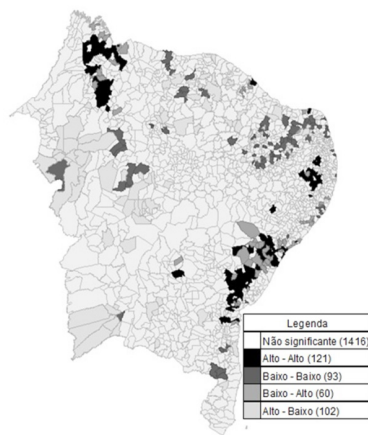 Legenda
Não significante (1416)
Alto - Alto (121)
Baixo - Baixo (93)
Baixo - Alto (60)
Alto - Baixo (102)